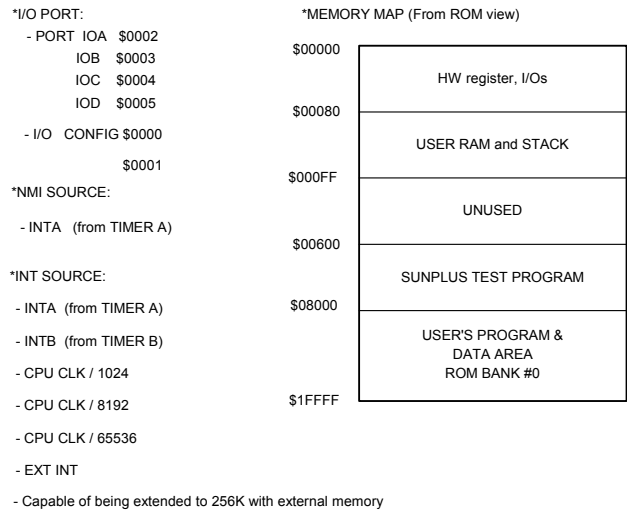 *I/O PORT:
- PORT IOA $0002
IOB $0003
IOC $0004
IOD $0005
- I/O CONFIG $0000
$0001
*NMI SOURCE:
- INTA (from TIMER A)
*INT SOURCE:
- INTA (from TIMER A)
- INTB (from TIMER B)
- CPU CLK / 1024
- CPU CLK / 8192
- CPU CLK / 65536
- EXT INT
- Capable of being extended to 256K with external memory
*MEMORY MAP (From ROM view)
$00000
HW register, I/Os
$00080
USER RAM and STACK
$000FF
UNUSED
$00600
SUNPLUS TEST PROGRAM
$08000
USER'S PROGRAM &
DATA AREA
ROM BANK #0
$1FFFF